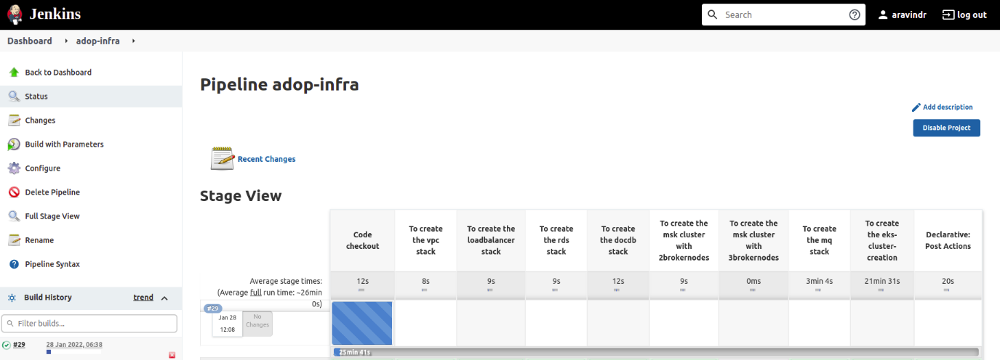 Jenkins
Search
aravindr
log out
Dashboard
adop-infra
Back to Dashboard
Status
Changes
Build with Parameters
Configure
Delete Pipeline
Full Stage View
Rename
Pipeline Syntax
Build History
trend
Filter builds...
#29
28 Jan 2022, 06:38
Pipeline adop-infra
Add description
Disable Project
Recent Changes
Stage View
Code
checkout
To create
the vpc
stack
To create the
loadbalancer
stack
To create
the rds
stack
To create
the docdb
stack
To create the
msk cluster
with
2brokernodes
To create the
msk cluster
with
3brokernodes
To create
the mq
stack
To create
the eks-
cluster-
creation
Declarative:
Post Actions
Average stage times:
(Average full run time: ~26min
0s)
12s
8s
9s
9s
12s
9s
0ms
3min 4s
21min 31s
20s
#29
Jan 28
12:08
No
Changes
25min 41s